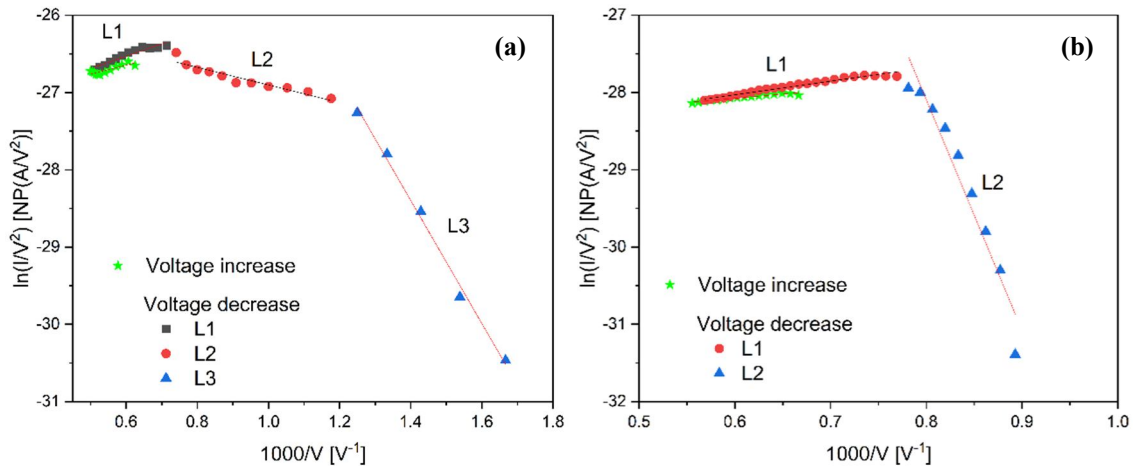 (a)
L1
L2
L3
Voltage increase
Voltage decrease
L1
L2
L3
-26
-27
-28
-29
-30
-31
0.6 0.8 1.0 1.2 1.4 1.6 1.8
1000/V [V⁻¹]
ln(I/V²) [NP(A/V²)]
(b)
L1
L2
Voltage increase
Voltage decrease
L1
L2
-27
-28
-29
-30
-31
-32
0.5 0.6 0.7 0.8 0.9 1.0
1000/V [V⁻¹]
ln(I/V²) [NP(A/V²)]